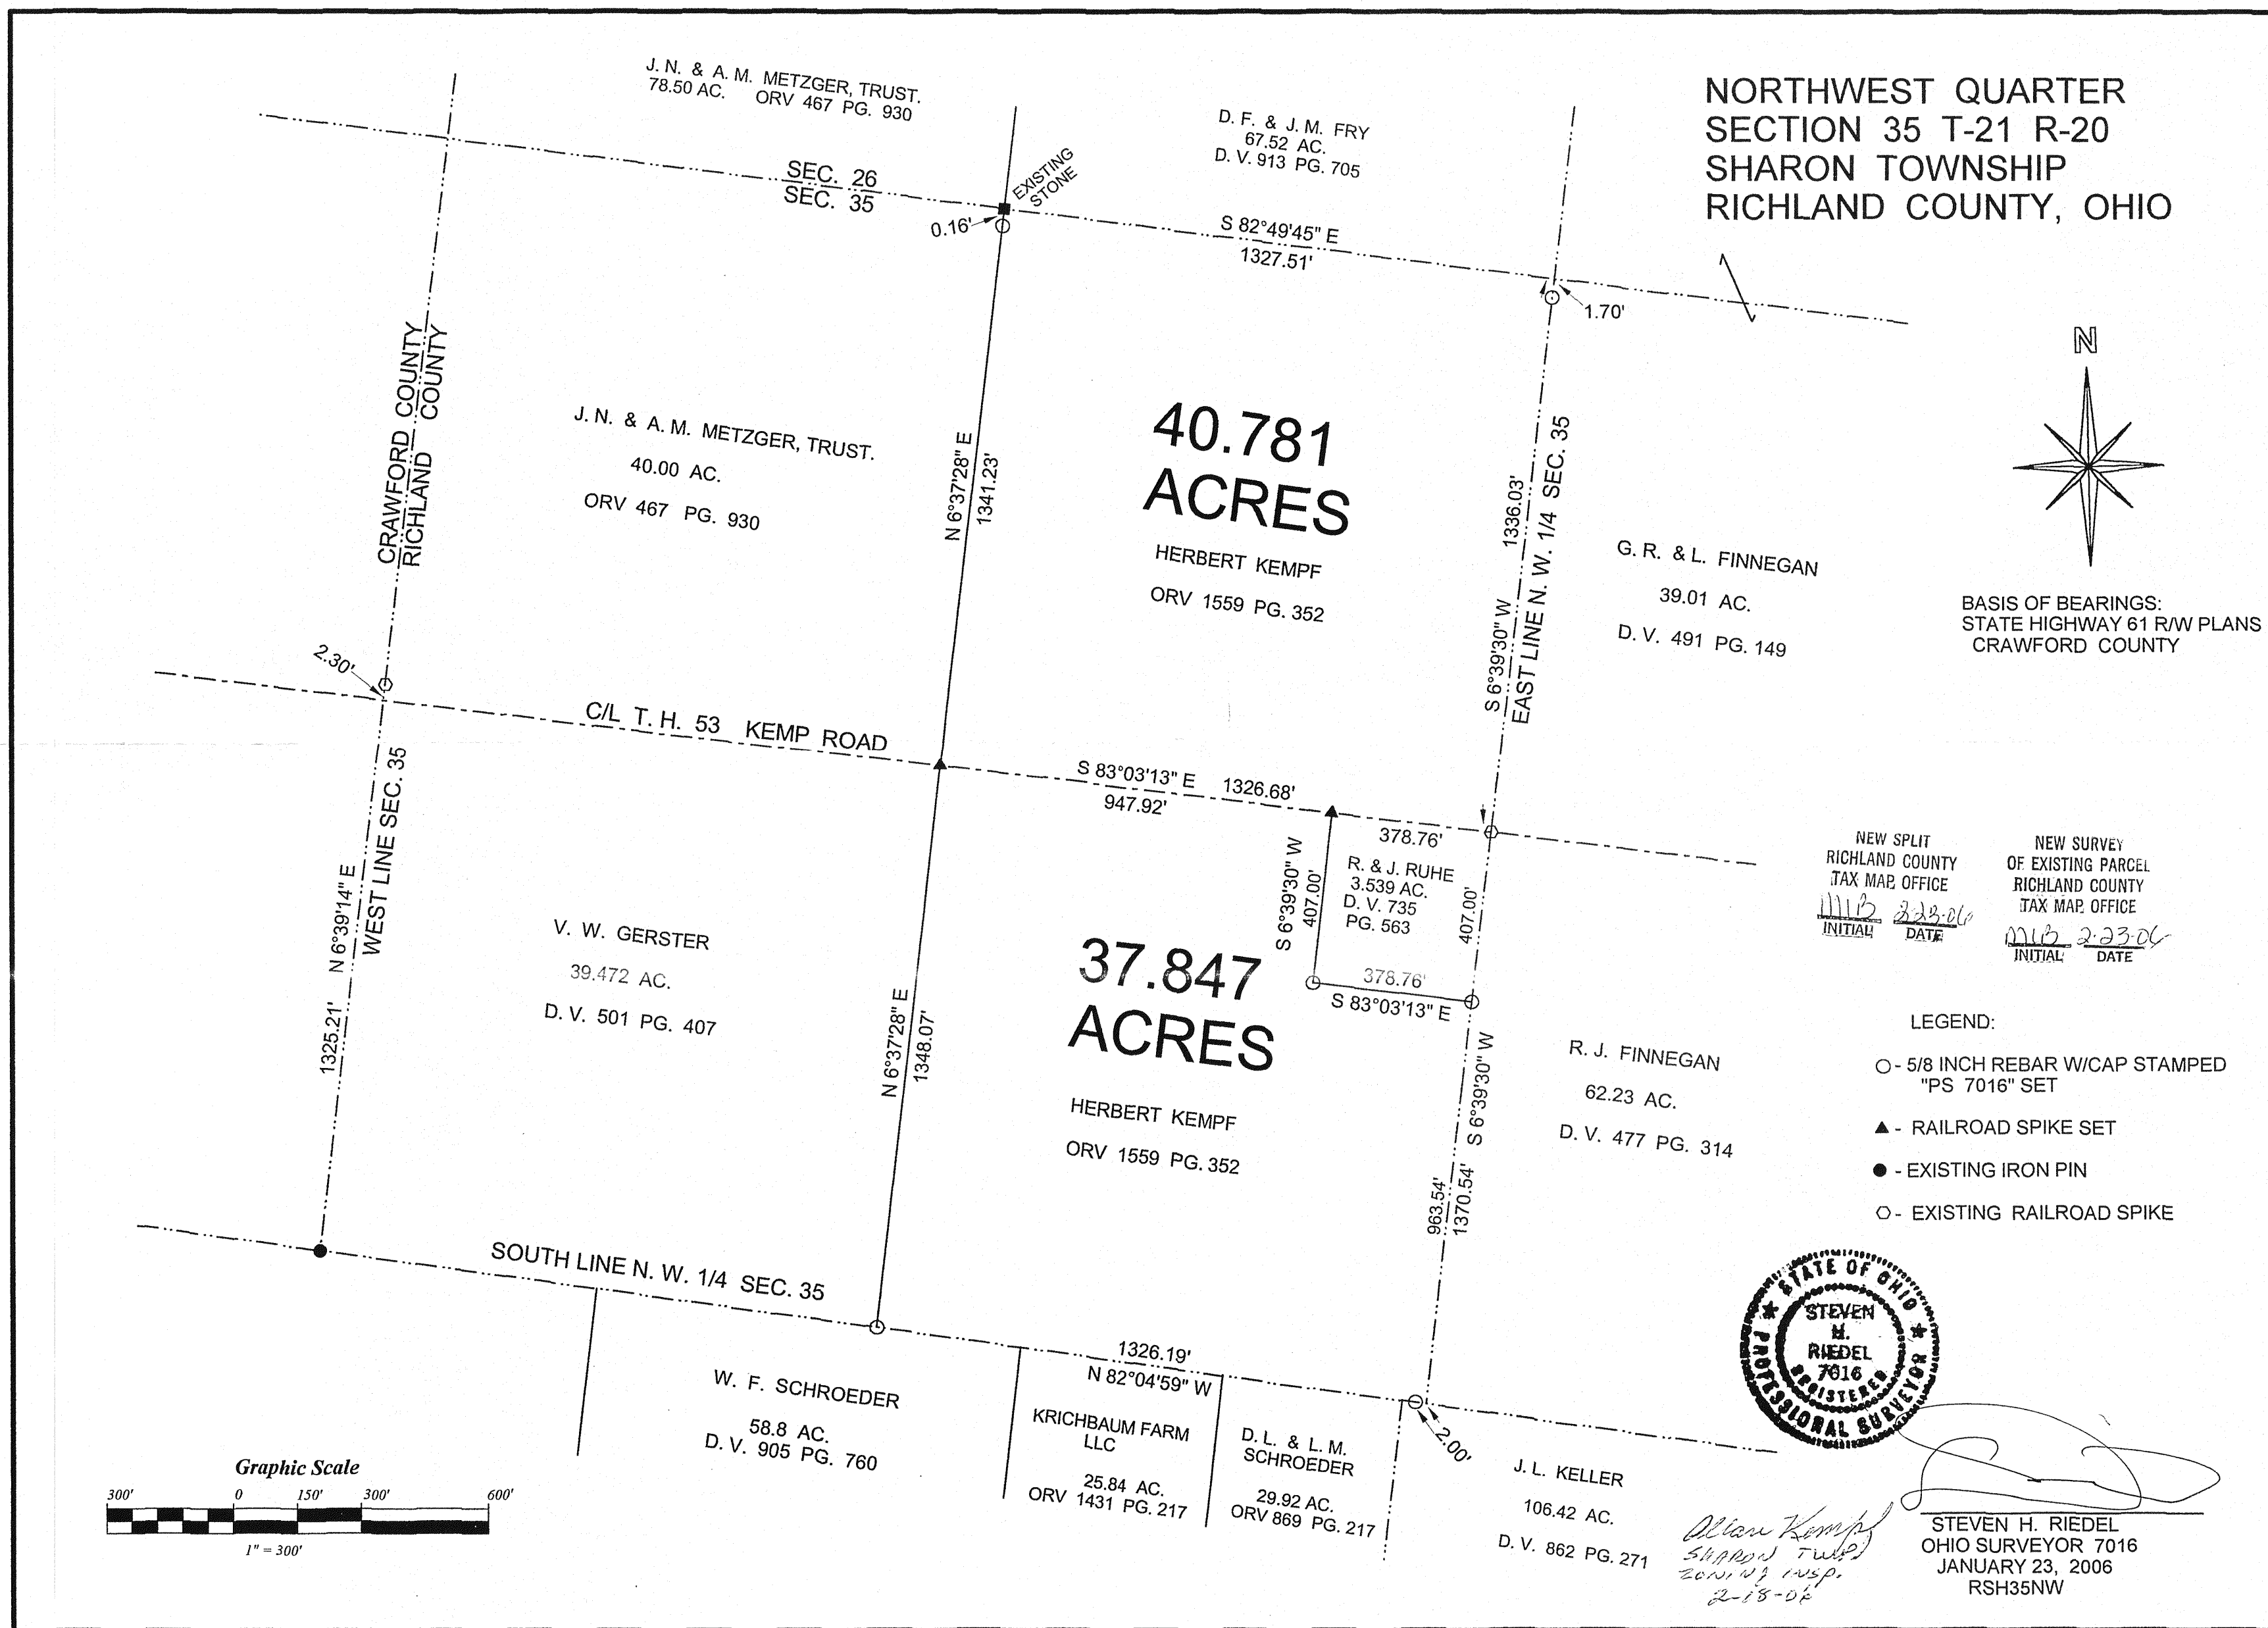 NORTHWEST QUARTER
SECTION 35 T-21 R-20
SHARON TOWNSHIP
RICHLAND COUNTY, OHIO
J. N. & A. M. METZGER, TRUST.
78.50 AC. ORV 467 PG. 930
D. F. & J. M. FRY
67.52 AC.
D. V. 913 PG. 705
SEC. 26
SEC. 35
EXISTING
STONE
0.16'
S 82°49'45" E
1327.51'
1.70'
N
BASIS OF BEARINGS:
STATE HIGHWAY 61 R/W PLANS
CRAWFORD COUNTY
CRAWFORD COUNTY
RICHLAND COUNTY
J. N. & A. M. METZGER, TRUST.
40.00 AC.
ORV 467 PG. 930
N 6°37'28" E
1341.23'
40.781
ACRES
HERBERT KEMPF
ORV 1559 PG. 352
1336.03'
S 6°39'30" W
EAST LINE N. W. 1/4 SEC. 35
G. R. & L. FINNEGAN
39.01 AC.
D. V. 491 PG. 149
2.30'
C/L T. H. 53 KEMP ROAD
S 83°03'13" E 1326.68'
947.92'
378.76'
R. & J. RUHE
3.539 AC.
D. V. 735
PG. 563
S 6°39'30" W
407.00'
407.00'
378.76'
S 83°03'13" E
WEST LINE SEC. 35
N 6°39'14" E
1325.21'
V. W. GERSTER
39.472 AC.
D. V. 501 PG. 407
N 6°37'28" E
1348.07'
37.847
ACRES
HERBERT KEMPF
ORV 1559 PG. 352
S 6°39'30" W
963.54'
1370.54'
R. J. FINNEGAN
62.23 AC.
D. V. 477 PG. 314
NEW SPLIT
RICHLAND COUNTY
TAX MAP OFFICE
MB 2-23-06
INITIAL DATE
NEW SURVEY
OF EXISTING PARCEL
RICHLAND COUNTY
TAX MAP OFFICE
MB 2-23-06
INITIAL DATE
LEGEND:
- 5/8 INCH REBAR W/CAP STAMPED
"PS 7016" SET
- RAILROAD SPIKE SET
- EXISTING IRON PIN
- EXISTING RAILROAD SPIKE
SOUTH LINE N. W. 1/4 SEC. 35
1326.19'
N 82°04'59" W
2.00'
W. F. SCHROEDER
58.8 AC.
D. V. 905 PG. 760
KRICHBAUM FARM
LLC
25.84 AC.
ORV 1431 PG. 217
D. L. & L. M.
SCHROEDER
29.92 AC.
ORV 869 PG. 217
J. L. KELLER
106.42 AC.
D. V. 862 PG. 271
Graphic Scale
300' 0 150' 300' 600'
1" = 300'
STATE OF OHIO
STEVEN
H.
RIEDEL
7016
REGISTERED
PROFESSIONAL SURVEYOR
Kempf
SHARON TWP
ZONING INSP.
2-18-06
STEVEN H. RIEDEL
OHIO SURVEYOR 7016
JANUARY 23, 2006
RSH35NW